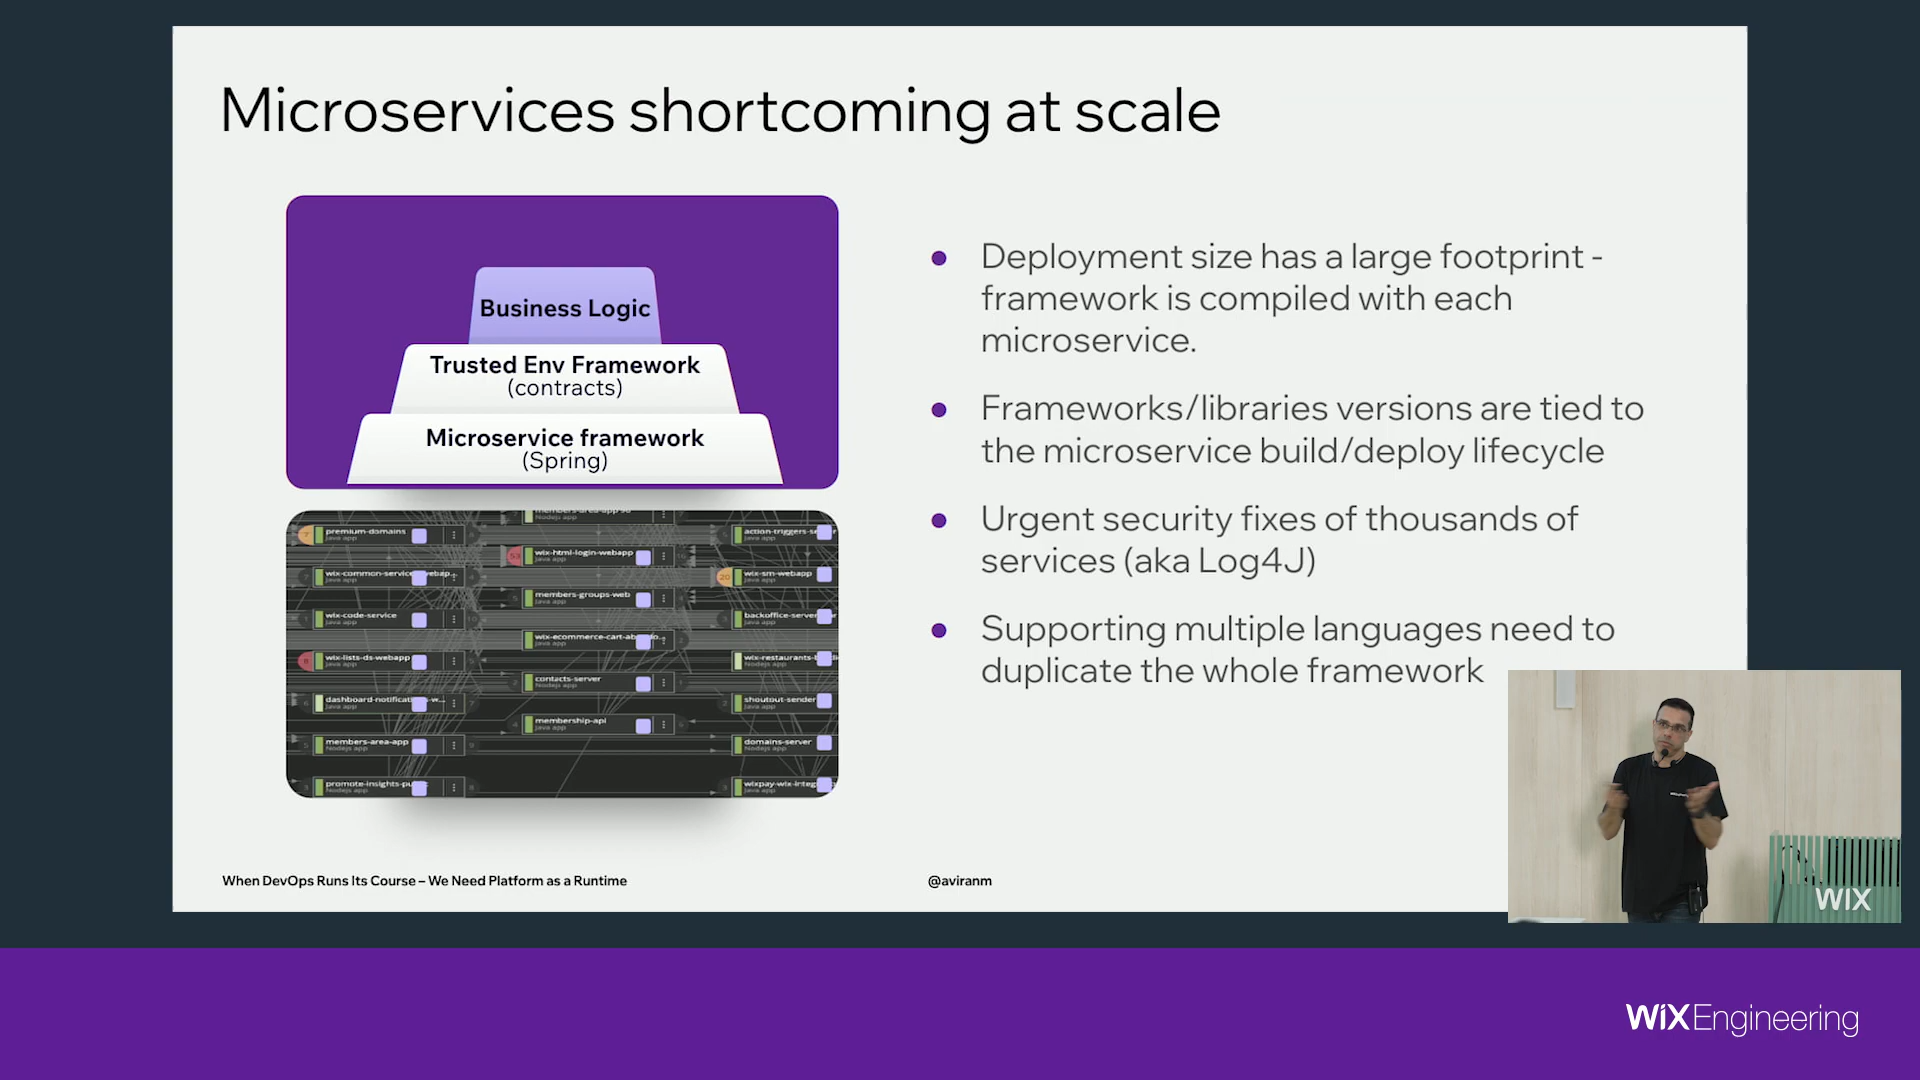 Microservices shortcoming at scale
Business Logic
Trusted Env Framework
(contracts)
Microservice framework
(Spring)
Deployment size has a large footprint -
framework is compiled with each
microservice.
Frameworks/libraries versions are tied to
the microservice build/deploy lifecycle
Urgent security fixes of thousands of
services (aka Log4J)
Supporting multiple languages need to
duplicate the whole framework
premium-domains
Java app
wix-common-service
Java app
wix-code-service
Java app
wix-lists-ds-webapp
Java app
dashboard-notificati
Nodejs app
members-area-app
Nodejs app
promote-insights-pu
Nodejs app
Nodejs app
53
wix-html-login-webapp
Java app
members-groups-web
Java app
wix-ecommerce-cart-ab
Java app
contacts-server
Nodejs app
membership-api
Java app
action-triggers-se
Java app
20
wix-sm-webapp
Java app
backoffice-server
Java app
wix-restaurants-b
Nodejs app
shoutout-sender
Java app
domains-server
Nodejs app
wixpay-wix-integ
Java app
When DevOps Runs Its Course – We Need Platform as a Runtime
@aviranm
WIX
WIX Engineering